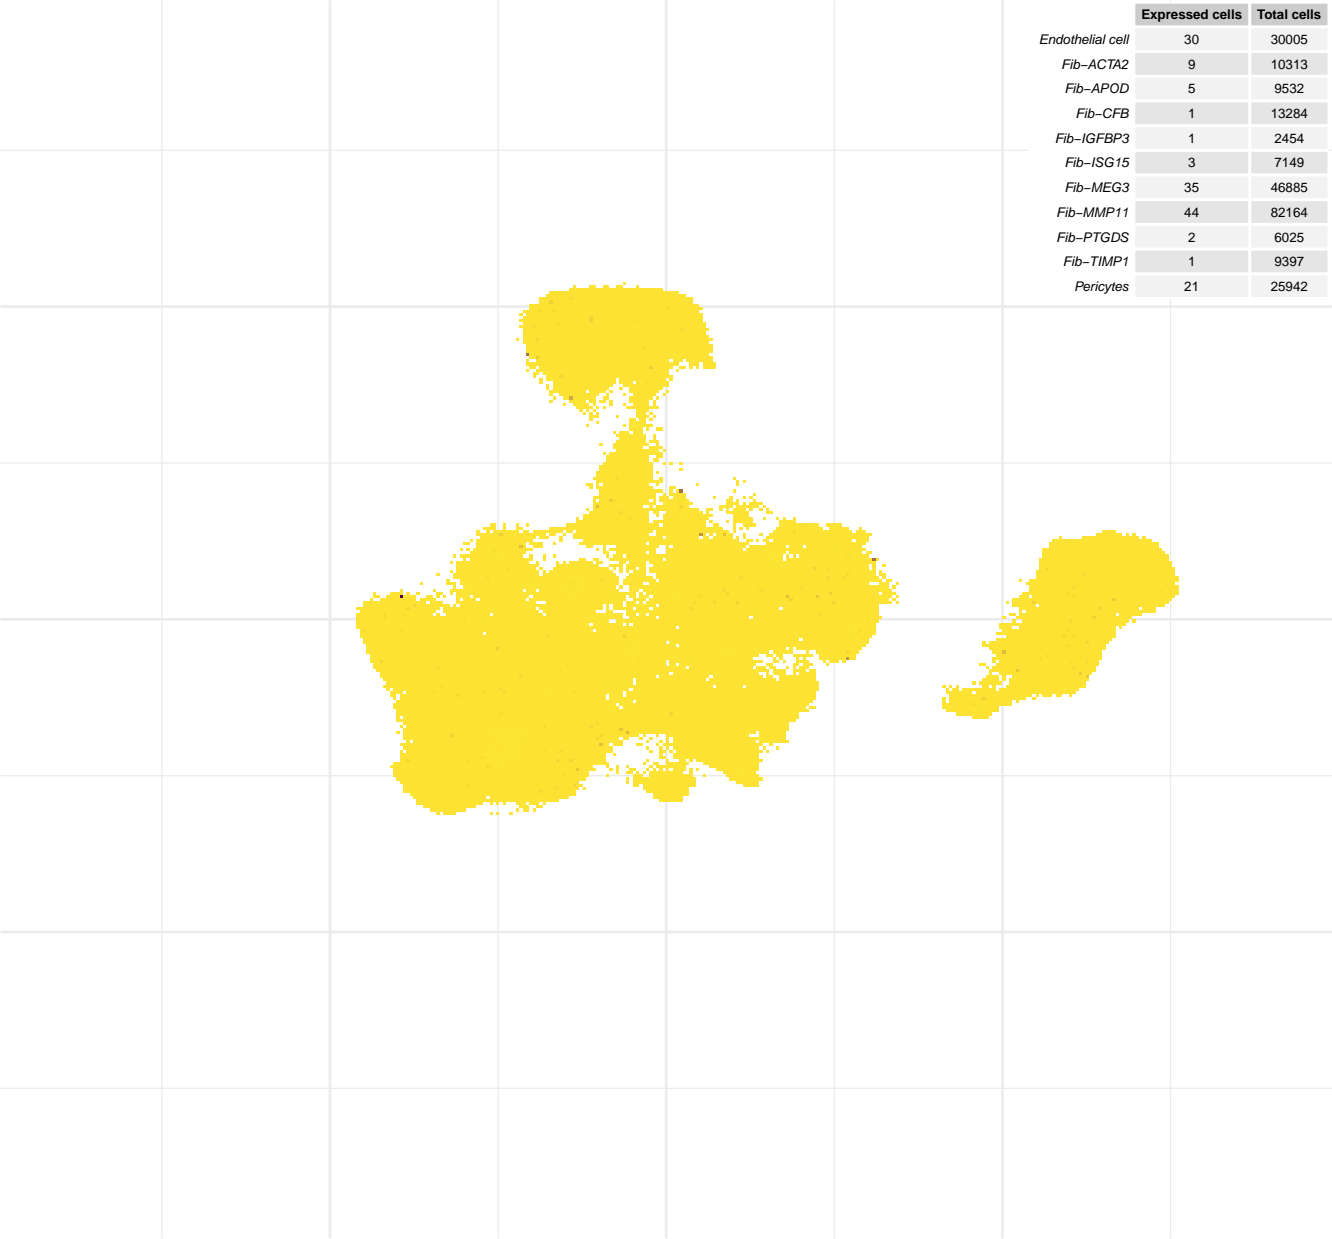 Expressed cells Total cells
Endothelial cell 30 30005
Fib−ACTA2 9 10313
Fib−APOD 5 9532
Fib−CFB 1 13284
Fib−IGFBP3 1 2454
Fib−ISG15 3 7149
Fib−MEG3 35 46885
Fib−MMP11 44 82164
Fib−PTGDS 2 6025
Fib−TIMP1 1 9397
Pericytes 21 25942